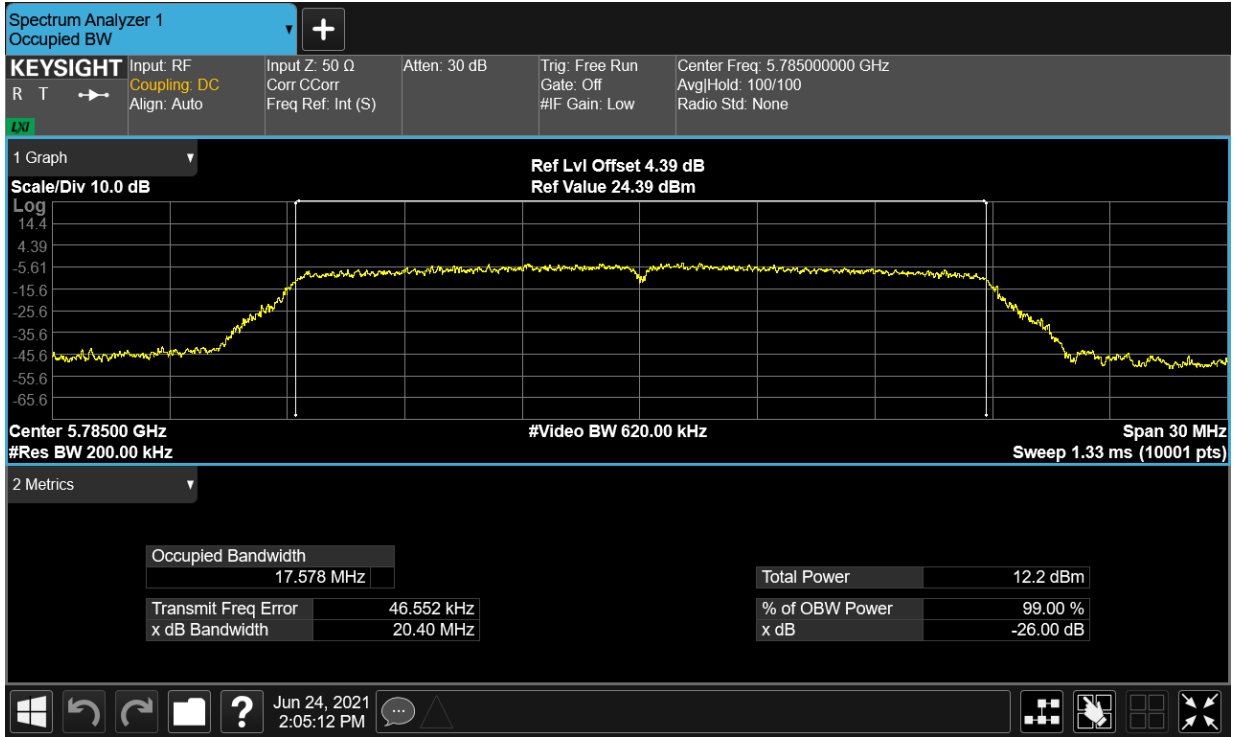 Spectrum Analyzer 1
Occupied BW
KEYSIGHT
R T
LXI
Input: RF
Coupling: DC
Align: Auto
Input Z: 50 Ω
Corr CCorr
Freq Ref: Int (S)
Atten: 30 dB
Trig: Free Run
Gate: Off
#IF Gain: Low
Center Freq: 5.785000000 GHz
Avg|Hold: 100/100
Radio Std: None
1 Graph
Scale/Div 10.0 dB
Ref Lvl Offset 4.39 dB
Ref Value 24.39 dBm
Log
14.4
4.39
-5.61
-15.6
-25.6
-35.6
-45.6
-55.6
-65.6
Center 5.78500 GHz
#Video BW 620.00 kHz
Span 30 MHz
#Res BW 200.00 kHz
Sweep 1.33 ms (10001 pts)
2 Metrics
Occupied Bandwidth
17.578 MHz
Transmit Freq Error 46.552 kHz
x dB Bandwidth 20.40 MHz
Total Power 12.2 dBm
% of OBW Power 99.00 %
x dB -26.00 dB
?
Jun 24, 2021
2:05:12 PM